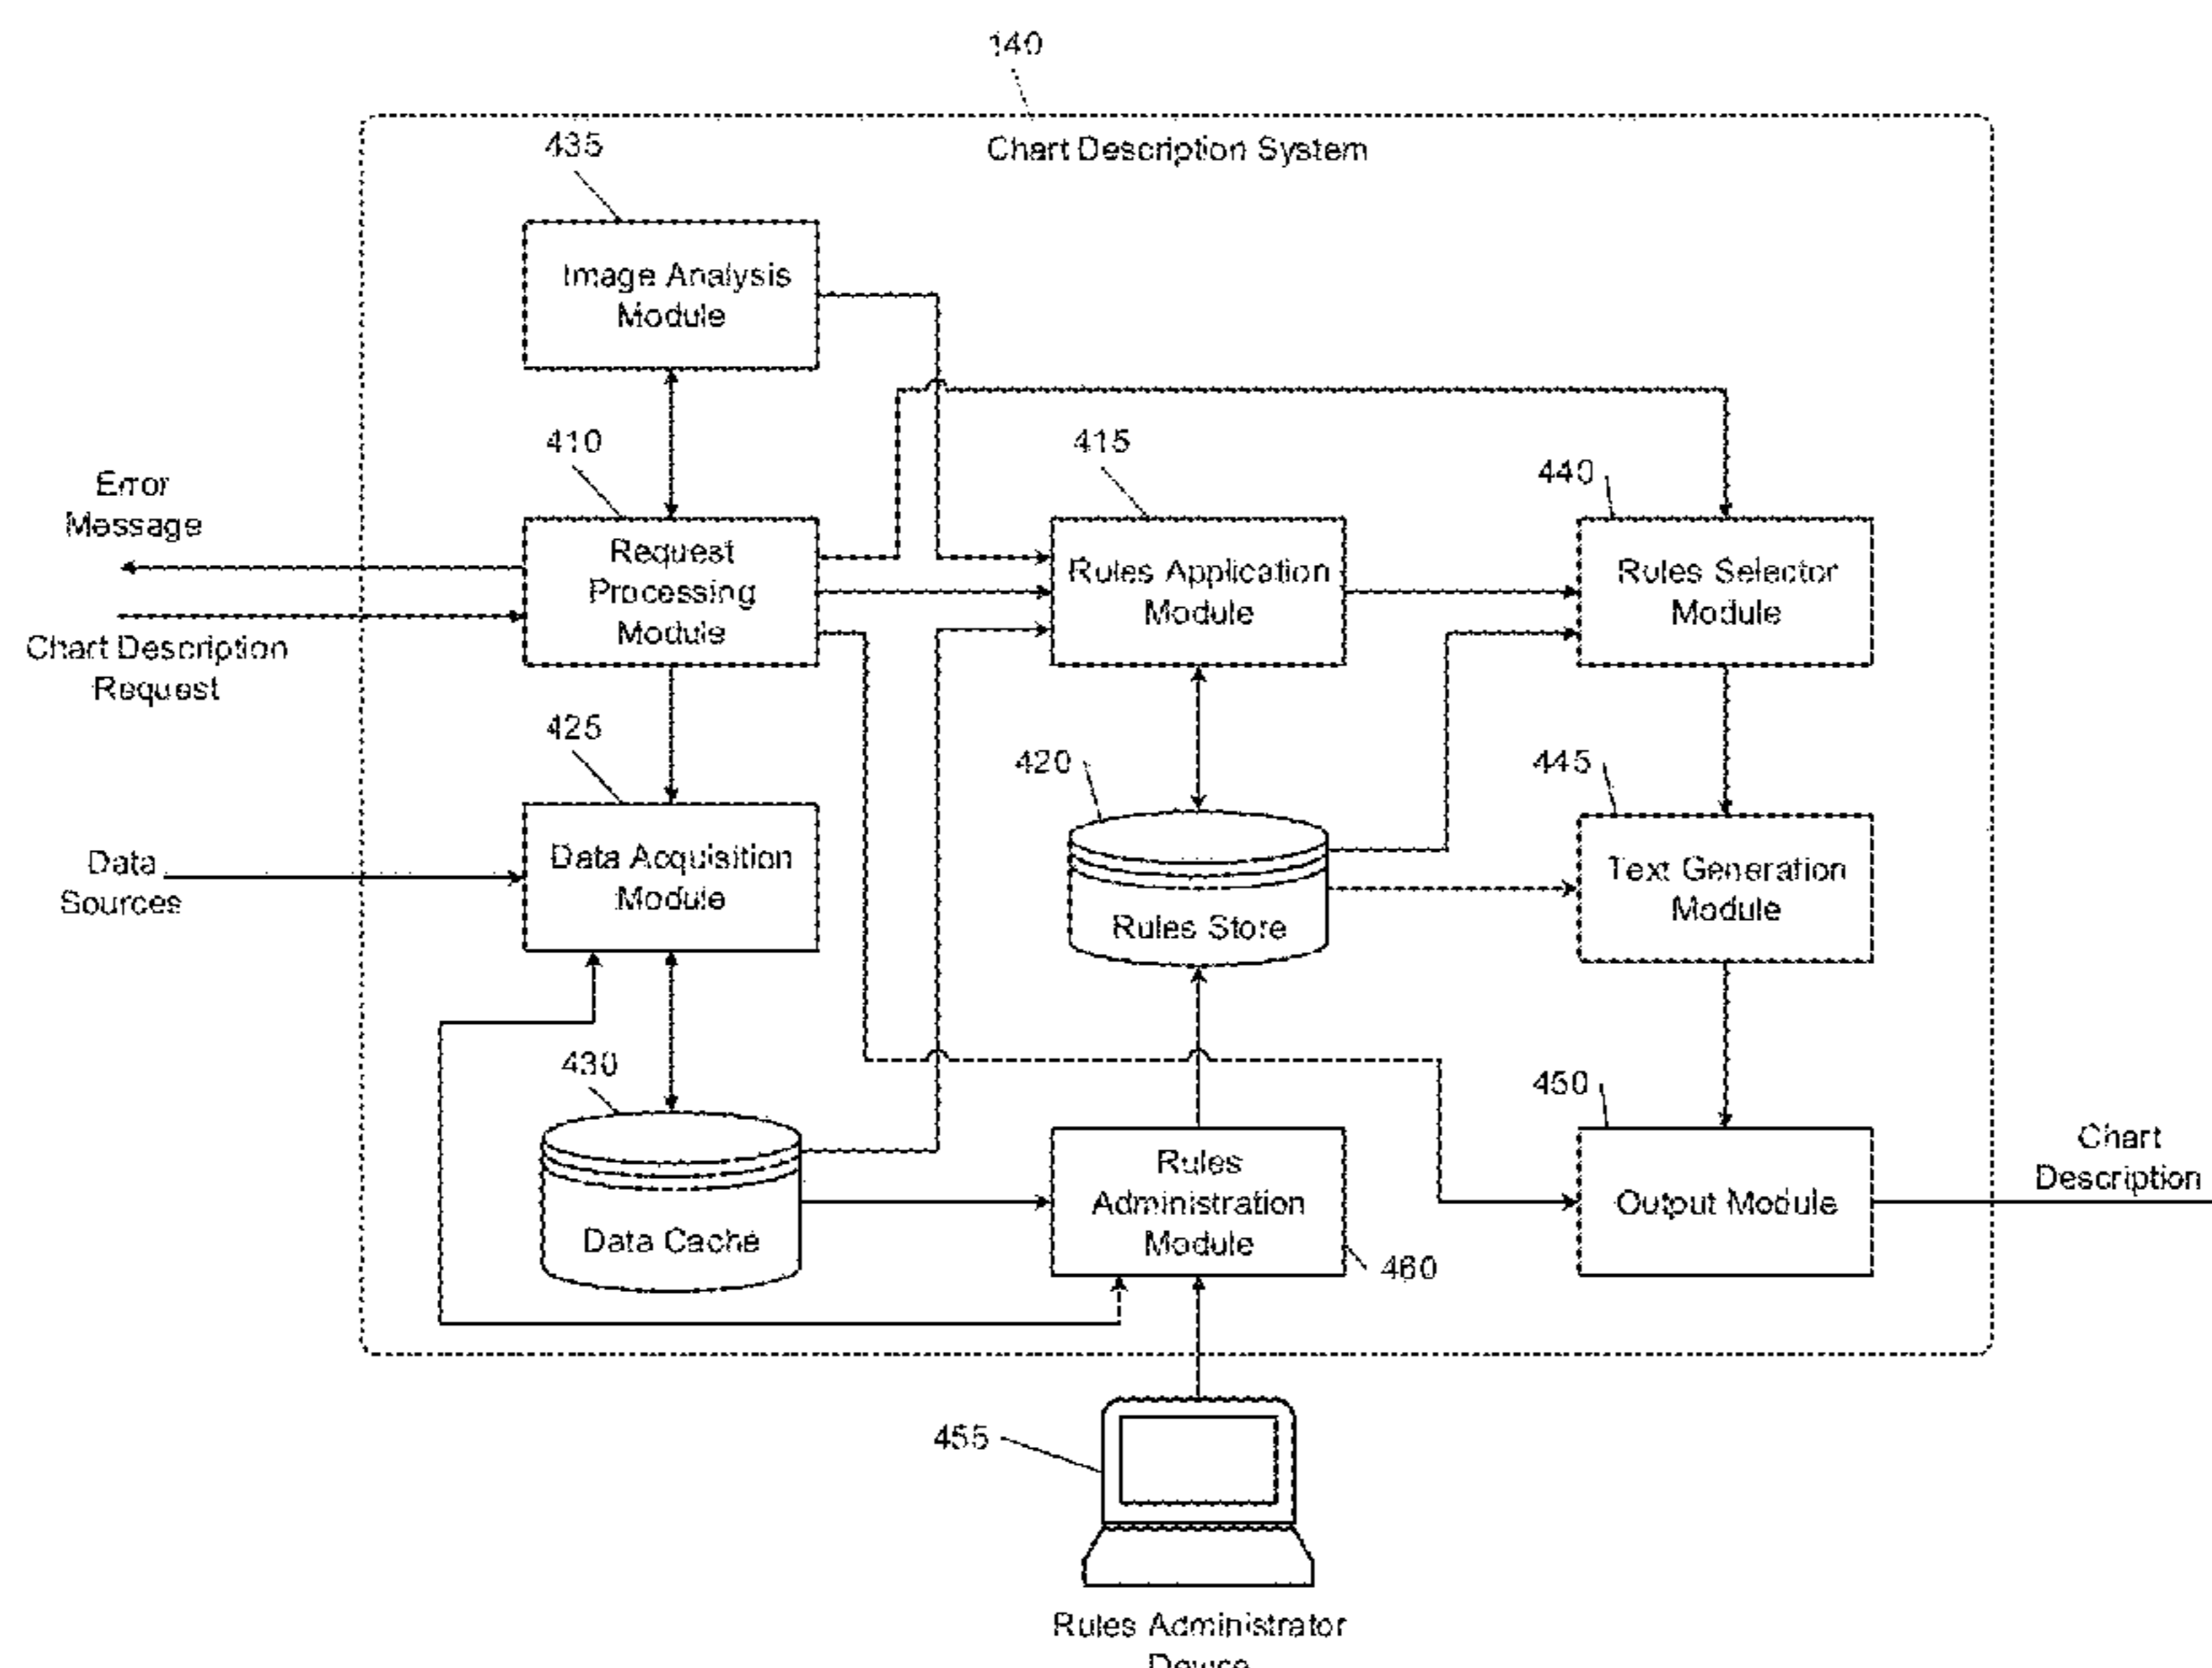 140
Chart Description System
435
Image Analysis
Module
410
415
440
Error
Message
Request
Processing
Module
Rules Application
Module
Rules Selector
Module
Chart Description
Request
425
420
445
Data
Sources
Data Acquisition
Module
Rules Store
Text Generation
Module
430
450
Data Cache
Rules
Administration
Module
460
Output Module
Chart
Description
455
Rules Administrator
Device